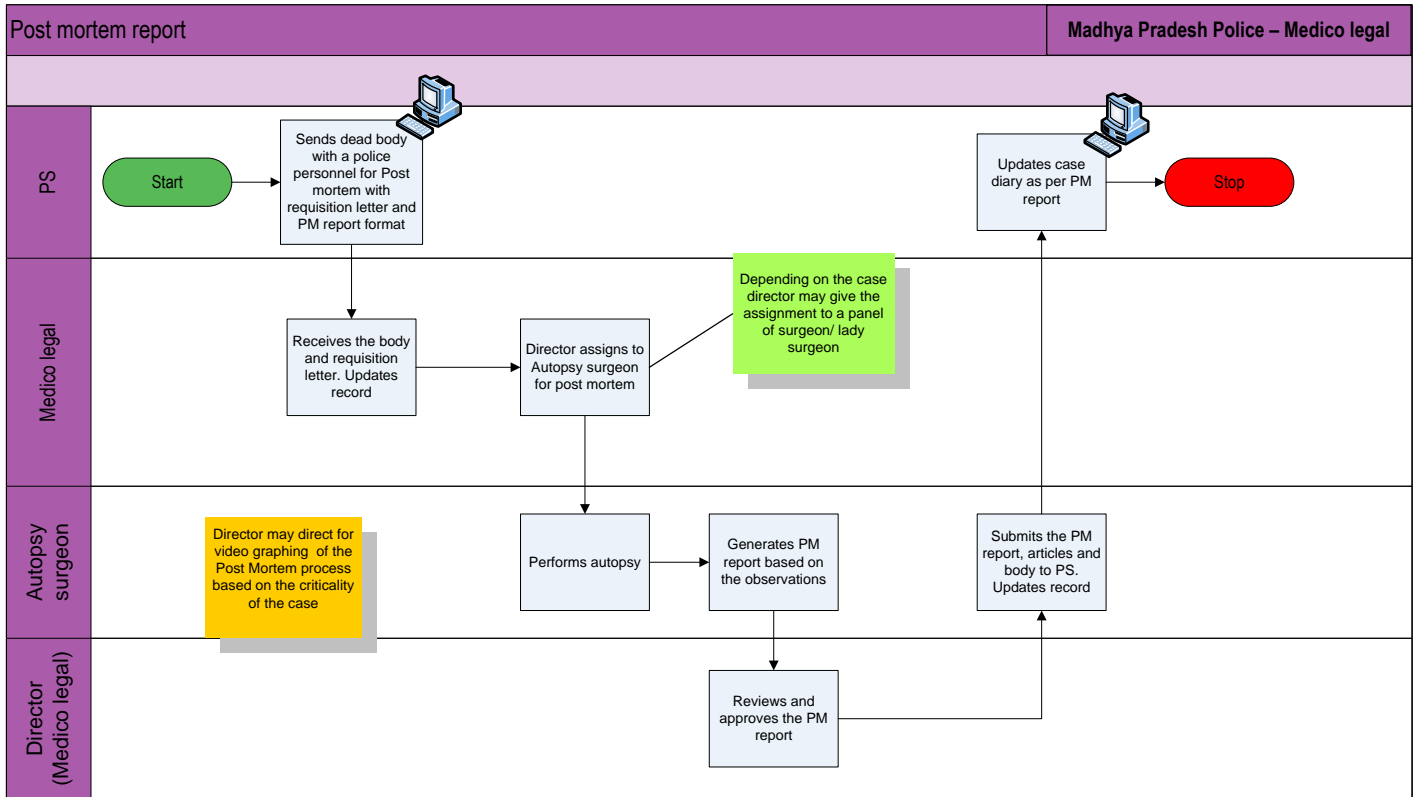 Post mortem report
Madhya Pradesh Police – Medico legal
PS
Start
Sends dead body
with a police
personnel for Post
mortem with
requisition letter and
PM report format
Updates case
diary as per PM
report
Stop
Medico legal
Receives the body
and requisition
letter. Updates
record
Director assigns to
Autopsy surgeon
for post mortem
Depending on the case
director may give the
assignment to a panel
of surgeon/ lady
surgeon
Autopsy
surgeon
Director may direct for
video graphing of the
Post Mortem process
based on the criticality
of the case
Performs autopsy
Generates PM
report based on
the observations
Submits the PM
report, articles and
body to PS.
Updates record
Director
(Medico legal)
Reviews and
approves the PM
report